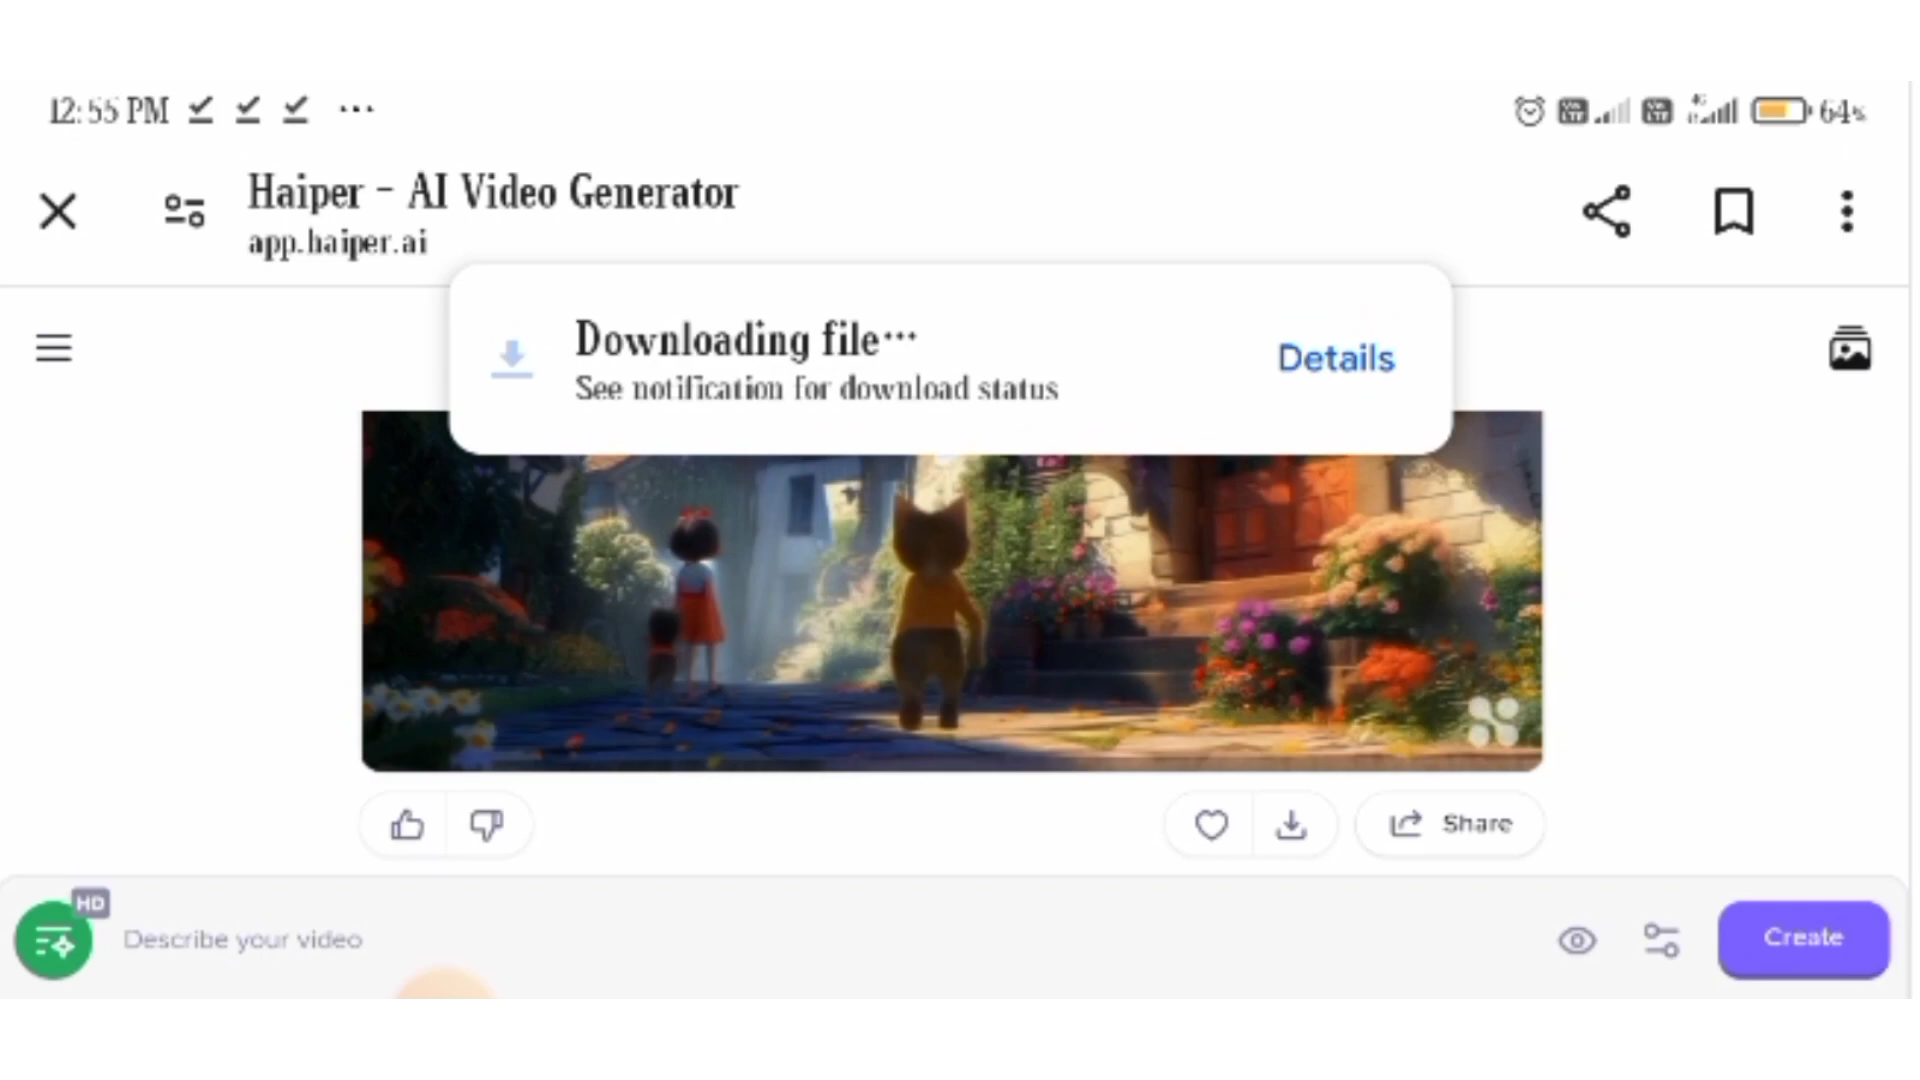 12:55 PM
64%
Haiper - AI Video Generator
app.haiper.ai
Downloading file...
See notification for download status
Details
Share
HD
Describe your video
Create